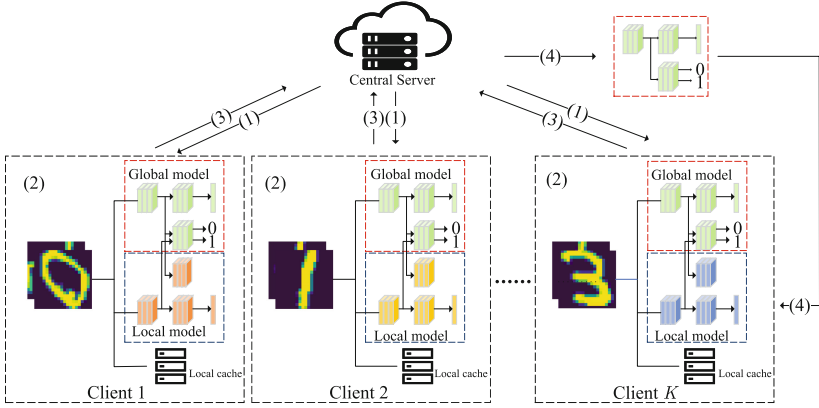 Central Server
(4)
0
1
(3)
(1)
(3)(1)
(1)
(3)
(2)
Global model
0
1
Local model
Local cache
Client 1
(2)
Global model
0
1
Local model
Local cache
Client 2
......
(2)
Global model
0
1
Local model
Local cache
Client K
(4)